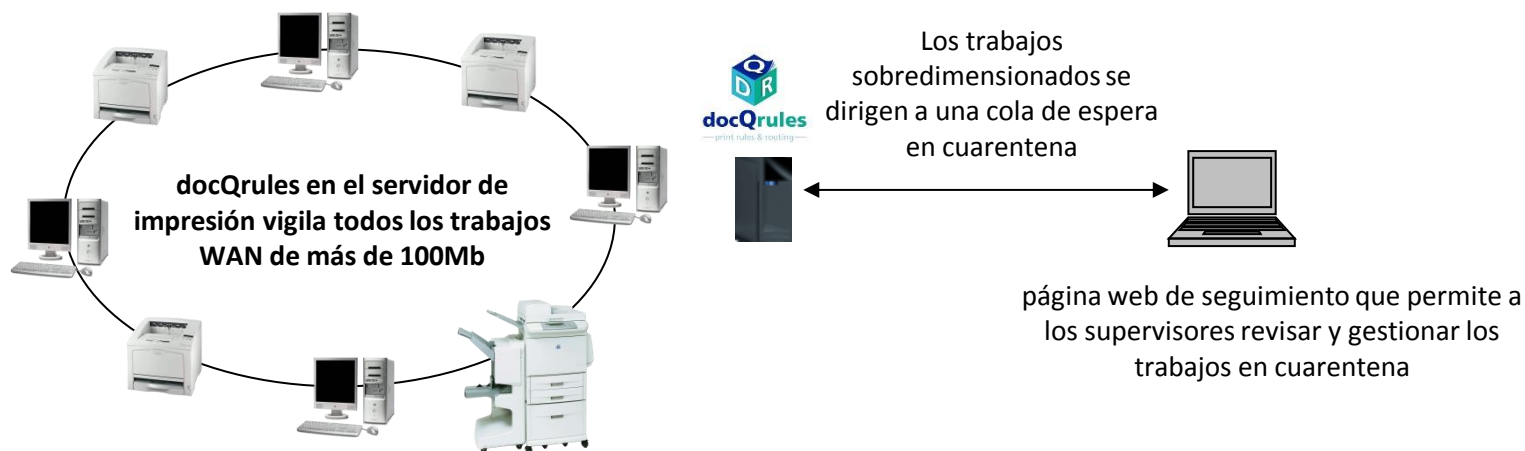 docQrules en el servidor de
impresión vigila todos los trabajos
WAN de más de 100Mb
Q
D R
docQrules
print rules & routing
Los trabajos
sobredimensionados se
dirigen a una cola de espera
en cuarentena
página web de seguimiento que permite a
los supervisores revisar y gestionar los
trabajos en cuarentena